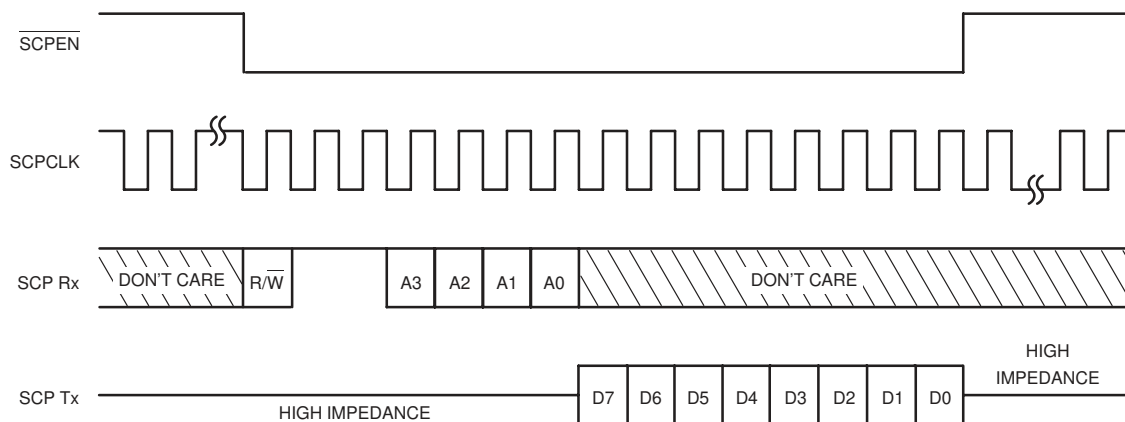 S̅C̅P̅E̅N̅
SCPCLK
SCP Rx
DON'T CARE
R/W̅
A3
A2
A1
A0
DON'T CARE
SCP Tx
HIGH IMPEDANCE
D7
D6
D5
D4
D3
D2
D1
D0
HIGH
IMPEDANCE